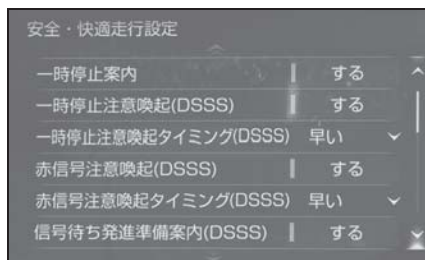 安全・快適走行設定
一時停止案内 する
一時停止注意喚起(DSSS) する
一時停止注意喚起タイミング(DSSS) 早い
赤信号注意喚起(DSSS) する
赤信号注意喚起タイミング(DSSS) 早い
信号待ち発進準備案内(DSSS) する